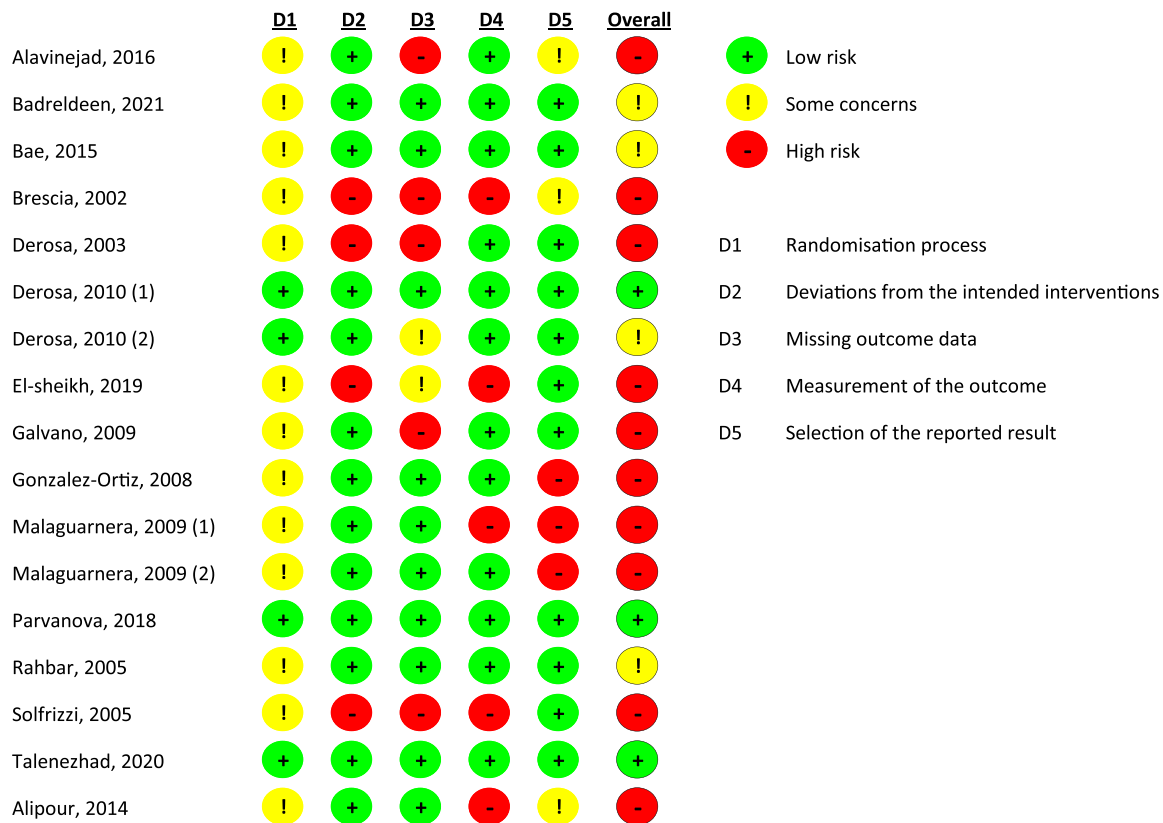 D1 D2 D3 D4 D5 Overall
Alavinejad, 2016 ! + - + ! - + Low risk
Badreldeen, 2021 ! + + + + ! ! Some concerns
Bae, 2015 ! + + + + ! - High risk
Brescia, 2002 ! - - - ! -
Derosa, 2003 ! - - + + - D1 Randomisation process
Derosa, 2010 (1) + + + + + + D2 Deviations from the intended interventions
Derosa, 2010 (2) + + ! + + ! D3 Missing outcome data
El-sheikh, 2019 ! - ! - + - D4 Measurement of the outcome
Galvano, 2009 ! + - + + - D5 Selection of the reported result
Gonzalez-Ortiz, 2008 ! + + + - -
Malaguarnera, 2009 (1) ! + + - - -
Malaguarnera, 2009 (2) ! + + + - -
Parvanova, 2018 + + + + + +
Rahbar, 2005 ! + + + + !
Solfrizzi, 2005 ! - - - + -
Talenezhad, 2020 + + + + + +
Alipour, 2014 ! + + - ! -